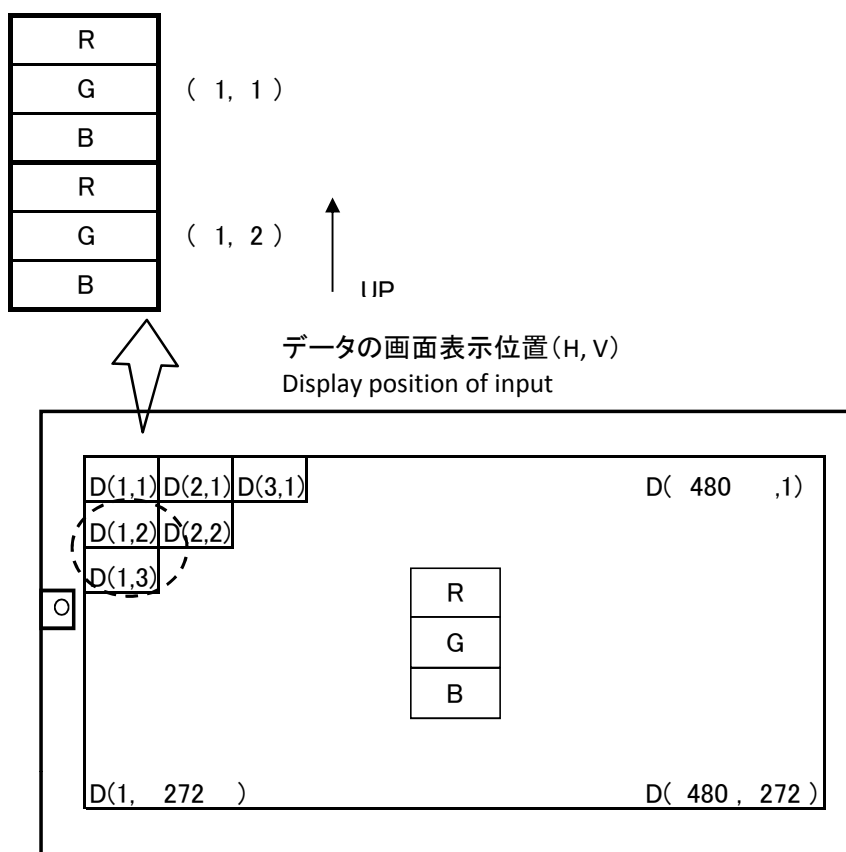 R
G ( 1, 1 )
B
R
G ( 1, 2 )
B
UP
データの画面表示位置(H, V)
Display position of input
D(1,1) D(2,1) D(3,1) D( 480 ,1)
D(1,2) D(2,2)
D(1,3)
R
G
B
D(1, 272 ) D( 480 , 272 )